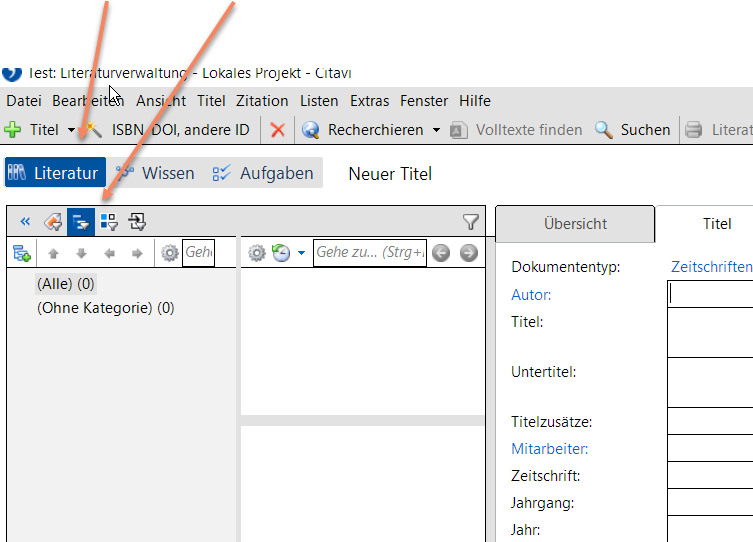 Test: Literaturverwaltung - Lokales Projekt - Citavi
Datei Bearbeiten Ansicht Titel Zitation Listen Extras Fenster Hilfe
Titel ISBN, DOI, andere ID Recherchieren Volltexte finden Suchen Literat
Literatur Wissen Aufgaben Neuer Titel
Übersicht Titel
Gehe Gehe zu... (Strg+
Dokumententyp: Zeitschriften
(Alle) (0)
Autor:
(Ohne Kategorie) (0)
Titel:
Untertitel:
Titelzusätze:
Mitarbeiter:
Zeitschrift:
Jahrgang:
Jahr: